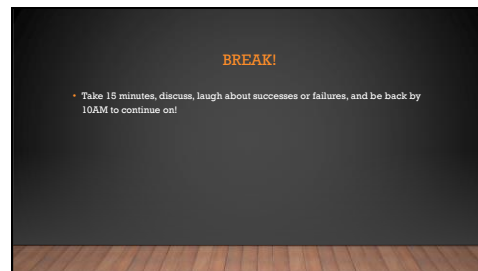 BREAK!
• Take 15 minutes, discuss, laugh about successes or failures, and be back by
10AM to continue on!